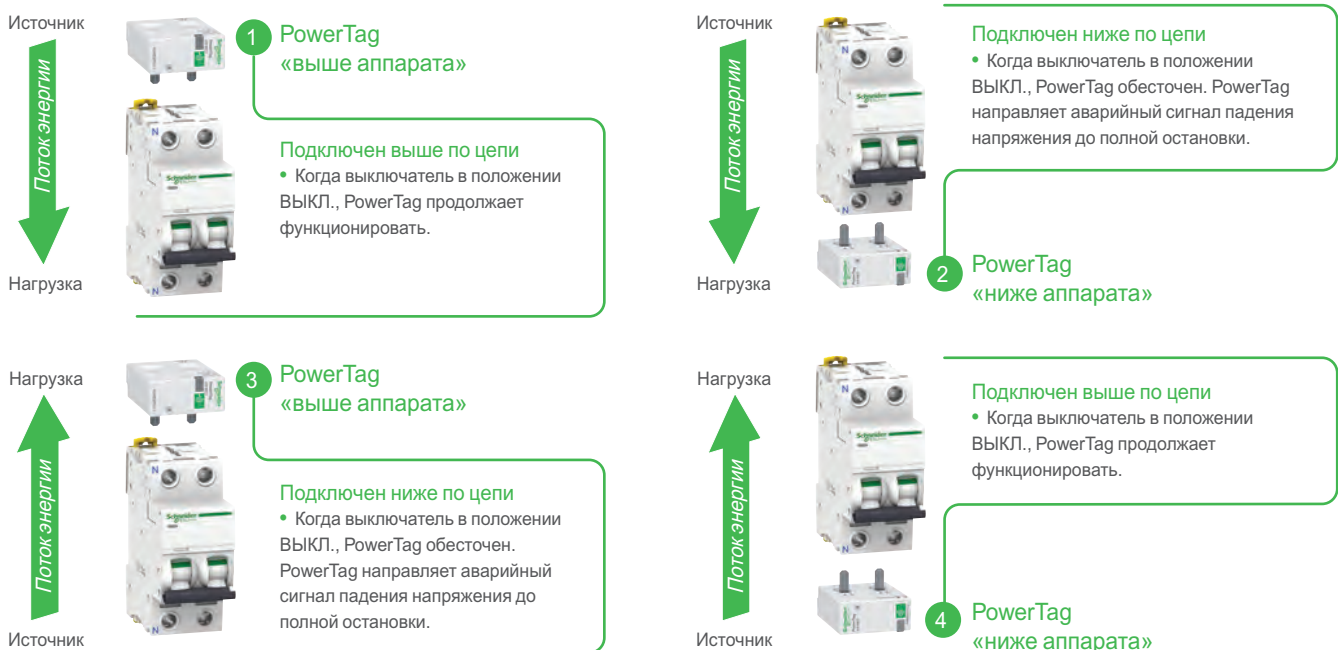 Источник
Поток энергии
Нагрузка
1
PowerTag
«выше аппарата»
Подключен выше по цепи
• Когда выключатель в положении
ВЫКЛ., PowerTag продолжает
функционировать.
N
Schneider
N
Источник
Поток энергии
Нагрузка
N
Schneider
N
Подключен ниже по цепи
• Когда выключатель в положении
ВЫКЛ., PowerTag обесточен. PowerTag
направляет аварийный сигнал падения
напряжения до полной остановки.
2
PowerTag
«ниже аппарата»
Нагрузка
Поток энергии
Источник
3
PowerTag
«выше аппарата»
Подключен ниже по цепи
• Когда выключатель в положении
ВЫКЛ., PowerTag обесточен.
PowerTag направляет аварийный
сигнал падения напряжения до
полной остановки.
N
Schneider
N
Нагрузка
Поток энергии
Источник
N
Schneider
N
Подключен выше по цепи
• Когда выключатель в положении
ВЫКЛ., PowerTag продолжает
функционировать.
4
PowerTag
«ниже аппарата»